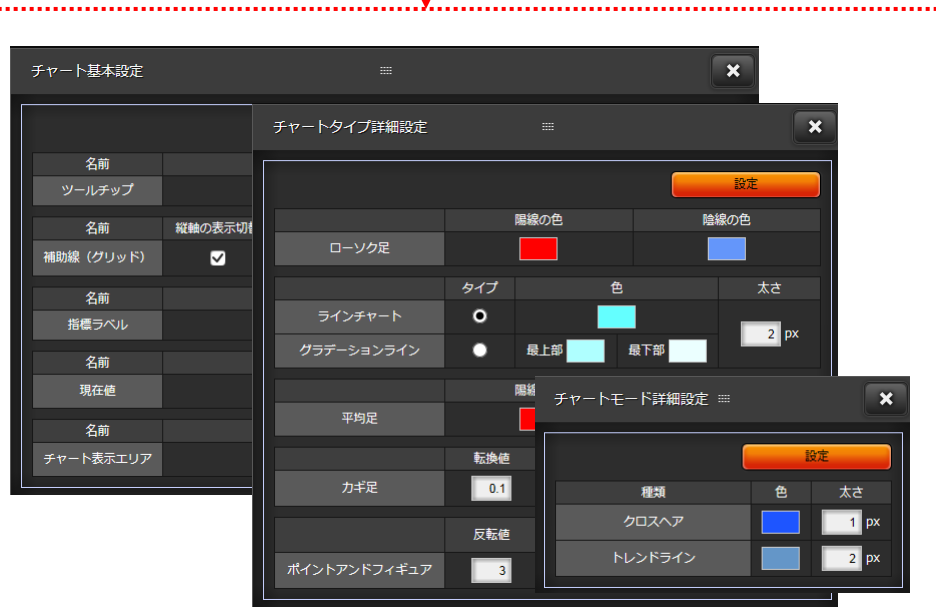 チャート基本設定
名前
ツールチップ
名前 縦軸の表示切
補助線（グリッド）
名前
指標ラベル
名前
現在値
名前
チャート表示エリア
チャートタイプ詳細設定
設定
陽線の色 陰線の色
ローソク足
タイプ 色 太さ
ラインチャート
2 px
グラデーションライン 最上部 最下部
陽線
平均足
転換値
カギ足 0.1
反転値
ポイントアンドフィギュア 3
チャートモード詳細設定
設定
種類 色 太さ
クロスヘア 1 px
トレンドライン 2 px